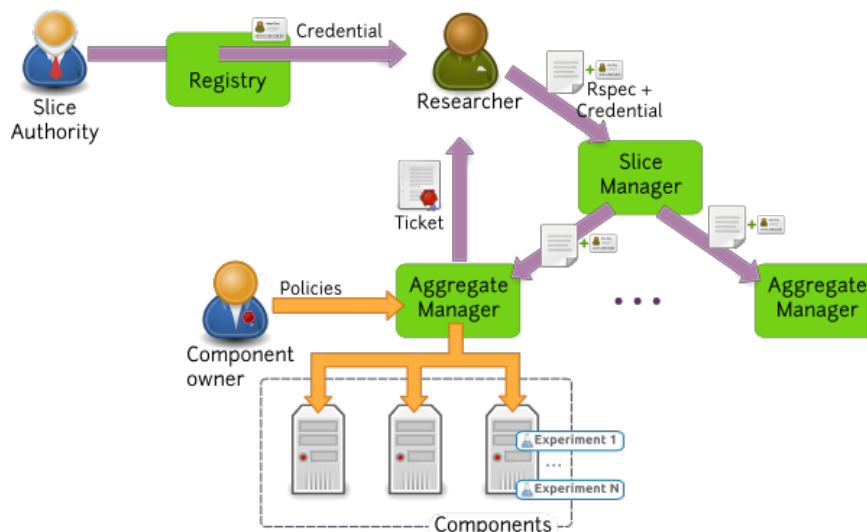 Credential
Registry
Slice
Authority
Researcher
Rspec +
Credential
Slice
Manager
Ticket
Policies
Aggregate
Manager
Aggregate
Manager
Component
owner
Experiment 1
...
Experiment N
Components